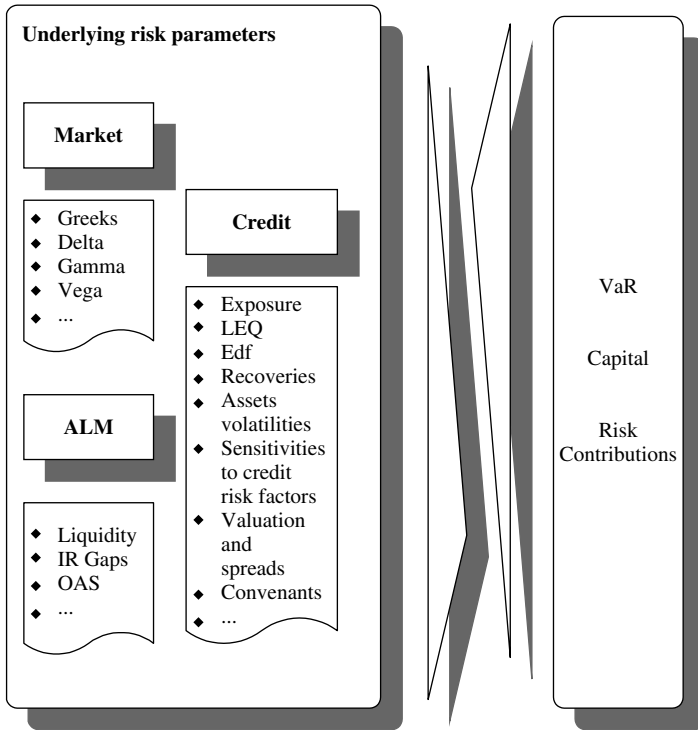 Underlying risk parameters
Market
◆ Greeks
◆ Delta
◆ Gamma
◆ Vega
◆ ...
ALM
◆ Liquidity
◆ IR Gaps
◆ OAS
◆ ...
Credit
◆ Exposure
◆ LEQ
◆ Edf
◆ Recoveries
◆ Assets
volatilities
◆ Sensitivities
to credit
risk factors
◆ Valuation
and
spreads
◆ Convenants
◆ ...
VaR
Capital
Risk
Contributions